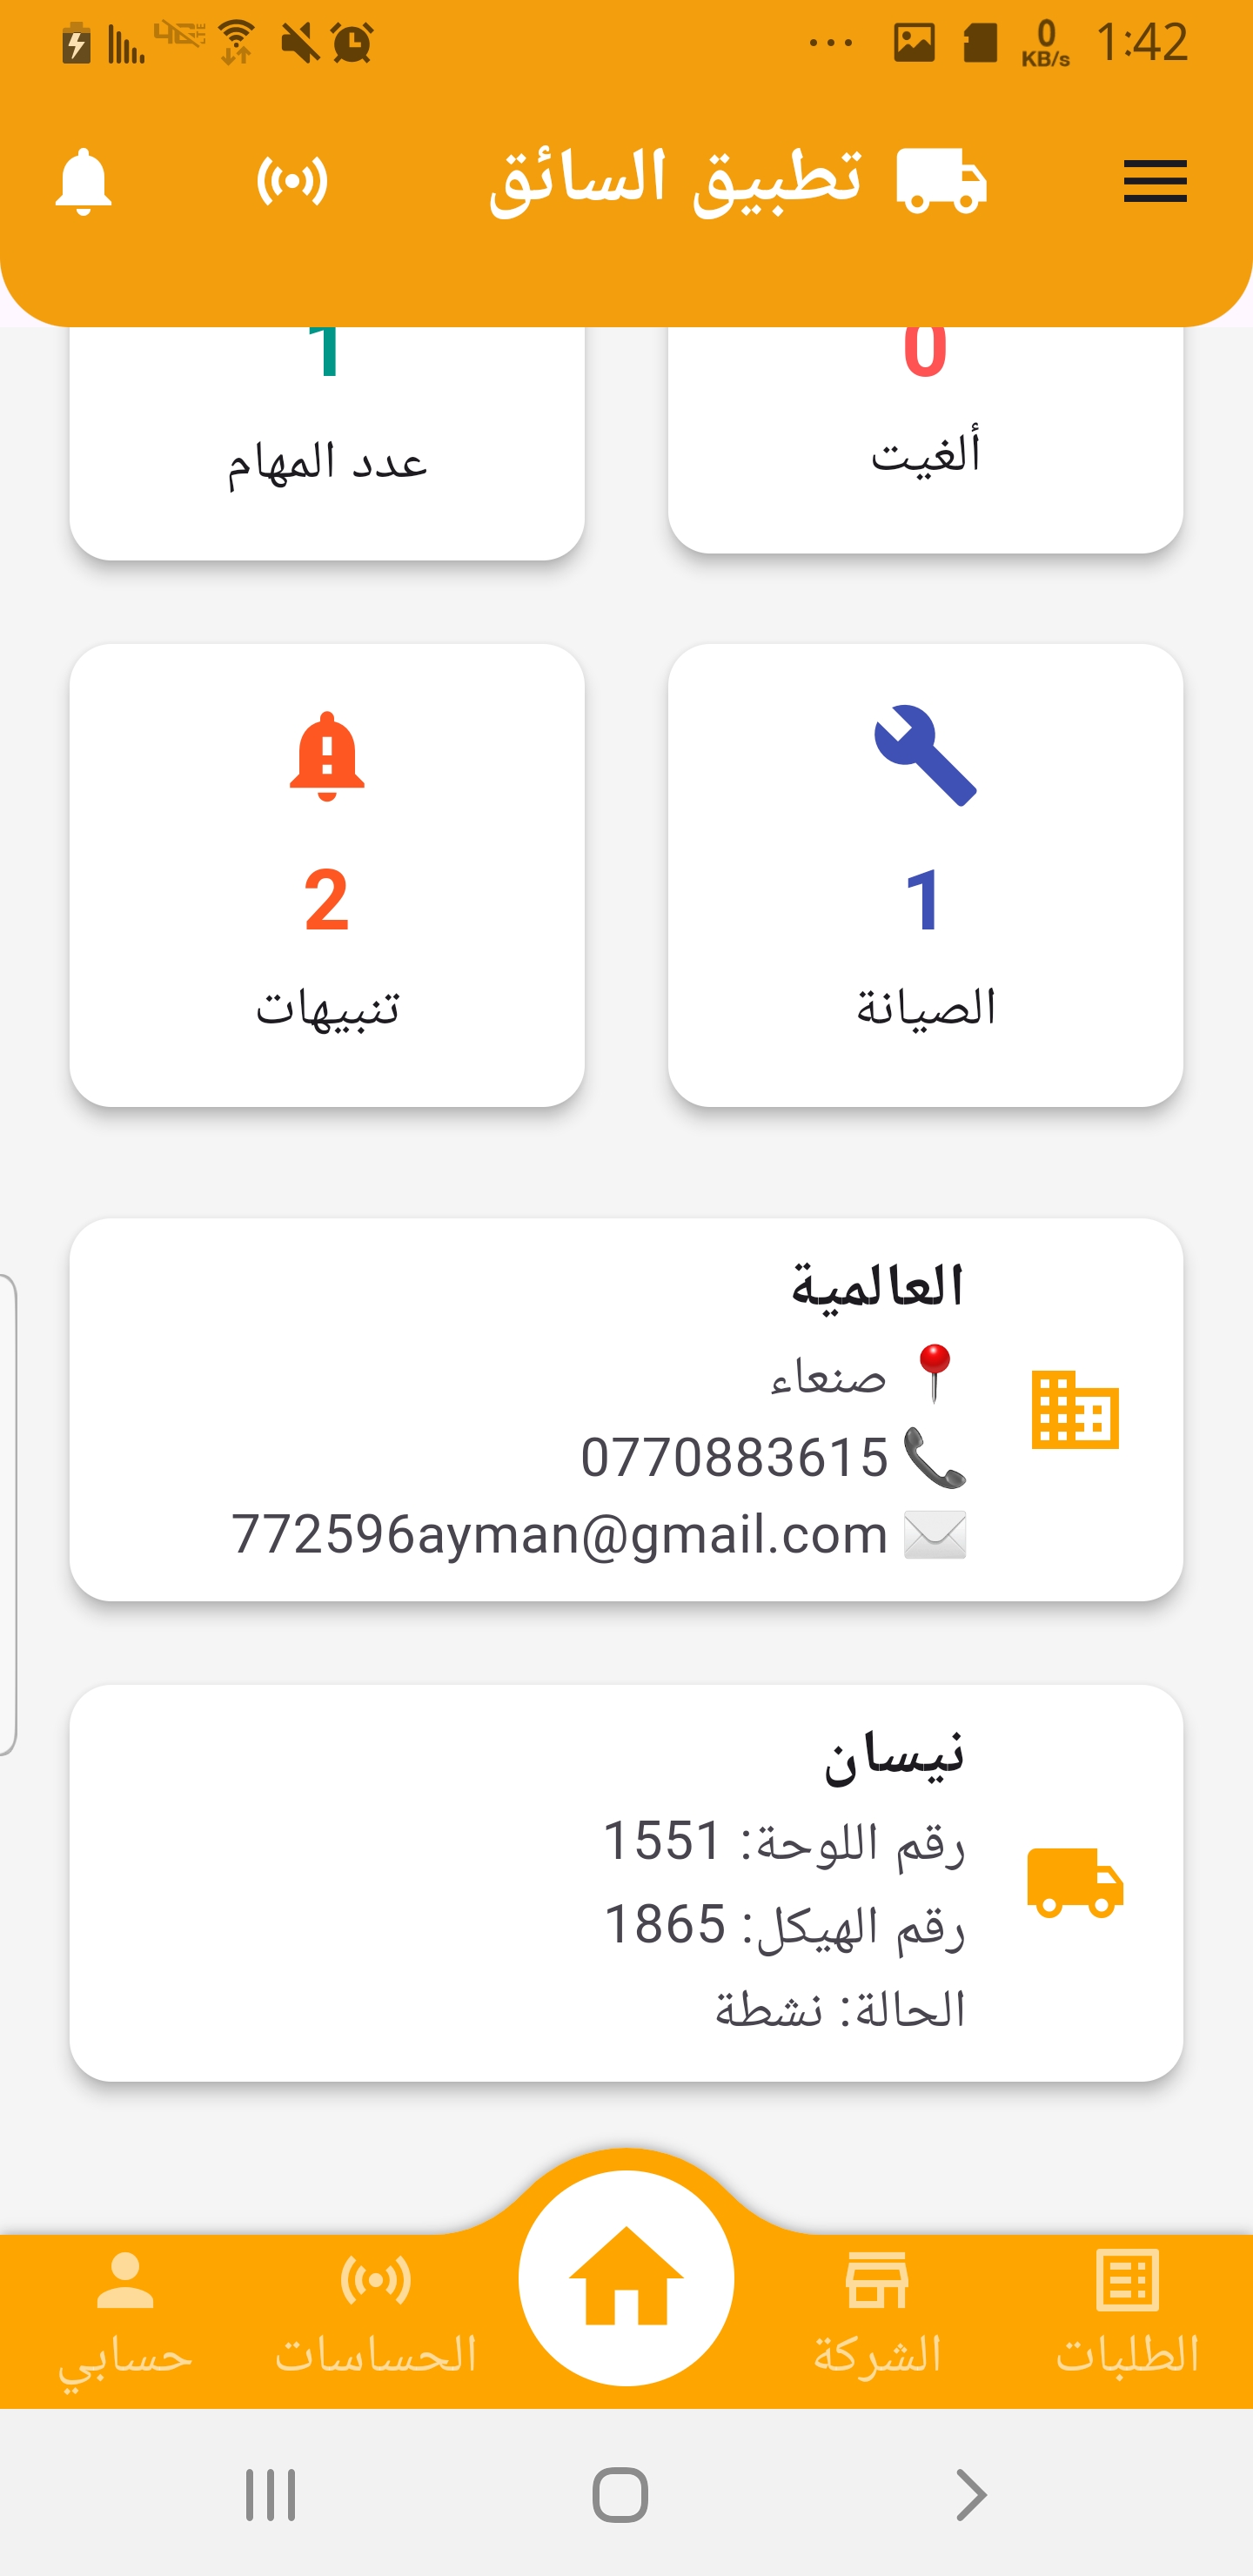 1:42
0
KB/s
تطبيق السائق
0
ألغيت
1
عدد المهام
1
الصيانة
2
تنبيهات
العالمية
صنعاء
0770883615
772596ayman@gmail.com
نيسان
رقم اللوحة: 1551
رقم الهيكل: 1865
الحالة: نشطة
الطلبات
الشركة
الحساسات
حسابي